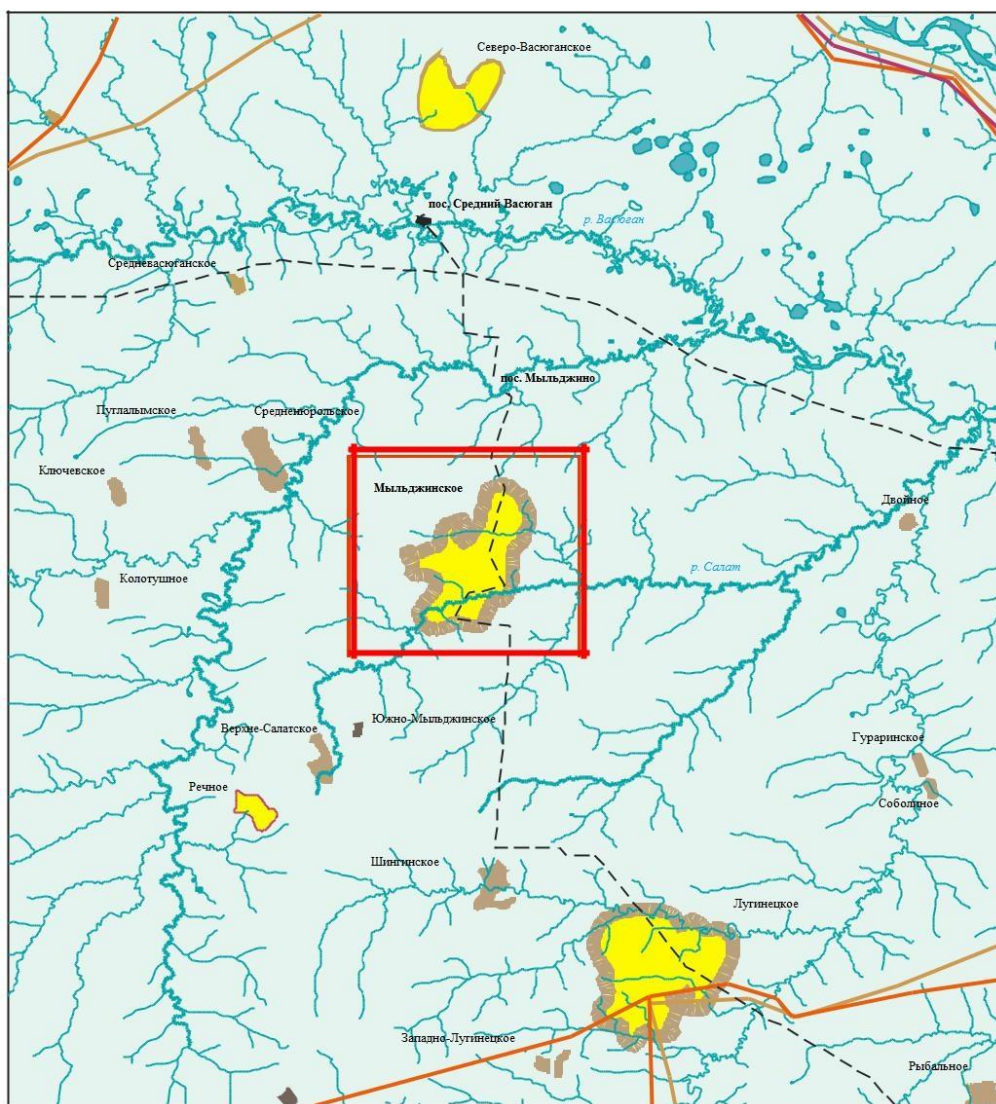 Северо-Васюганское
пос. Средний Васюган
р. Васюган
Средневасюганское
пос. Мыльджино
Пуглалымское
Средненюрольское
Ключевское
Мыльджинское
Двойное
Колотушное
р. Салат
Южно-Мыльджинское
Верхне-Салатское
Гураринское
Речное
Соболиное
Шингинское
Лугинецкое
Западно-Лугинецкое
Рыбальное